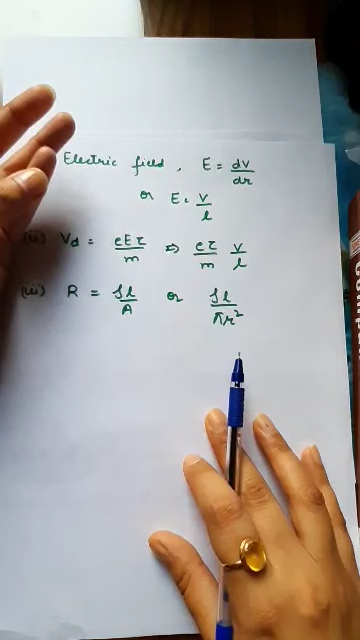 Electric field, E = dv/dr
or E = V/l
(ii) Vd = eEτ/m ⇒ eτ/m V/l
(iii) R = ρl/A or ρl/πr²